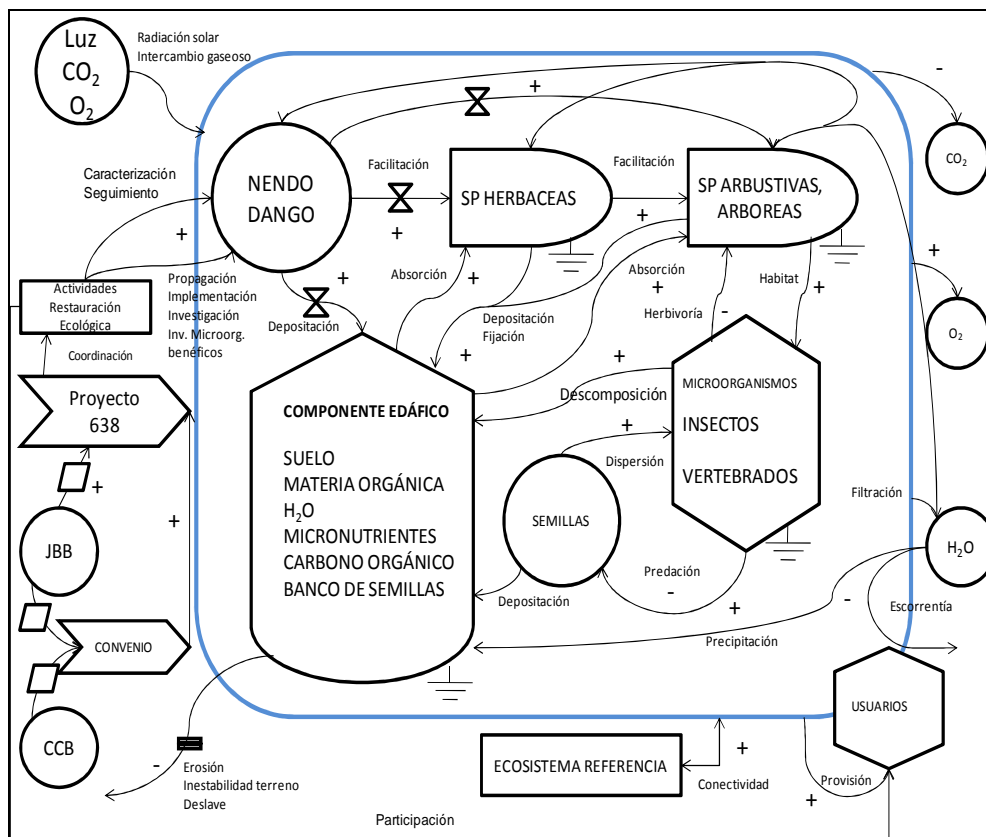 Luz
CO₂
O₂
Radiación solar
Intercambio gaseoso
+
-
CO₂
Caracterización
Seguimiento
NENDO
DANGO
Facilitación
+
SP HERBACEAS
Facilitación
+
SP ARBUSTIVAS,
ARBOREAS
+
O₂
+
Actividades
Restauración
Ecológica
Propagación
Implementación
Investigación
Inv. Microorg.
benéficos
+
Depositación
Absorción
+
Depositación
Fijación
+
Absorción
+
Herbivoría
-
Habitat
+
Coordinación
Proyecto
638
+
+
JBB
CONVENIO
CCB
COMPONENTE EDÁFICO
SUELO
MATERIA ORGÁNICA
H₂O
MICRONUTRIENTES
CARBONO ORGÁNICO
BANCO DE SEMILLAS
Descomposición
+
MICROORGANISMOS
INSECTOS
VERTEBRADOS
+
Dispersión
SEMILLAS
Depositación
Predación
-
+
Precipitación
-
Filtración
H₂O
Escorrentía
USUARIOS
-
Erosión
Inestabilidad terreno
Deslave
ECOSISTEMA REFERENCIA
+
Conectividad
Provisión
+
Participación